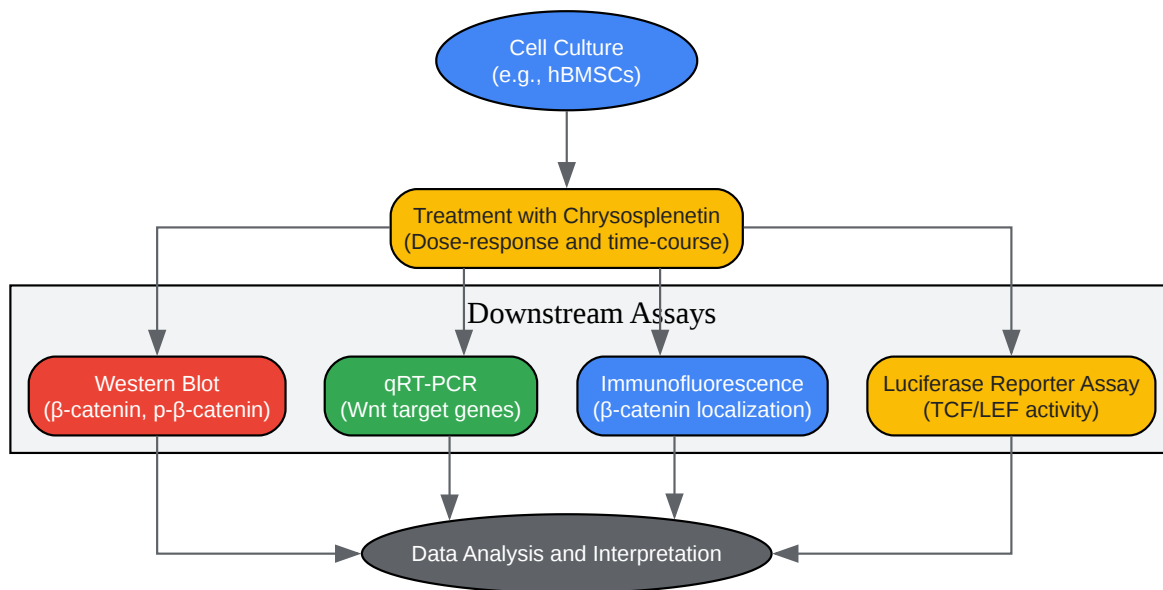 Cell Culture
(e.g., hBMSCs)
Treatment with Chrysosplenetin
(Dose-response and time-course)
Downstream Assays
Western Blot
(β-catenin, p-β-catenin)
qRT-PCR
(Wnt target genes)
Immunofluorescence
(β-catenin localization)
Luciferase Reporter Assay
(TCF/LEF activity)
Data Analysis and Interpretation